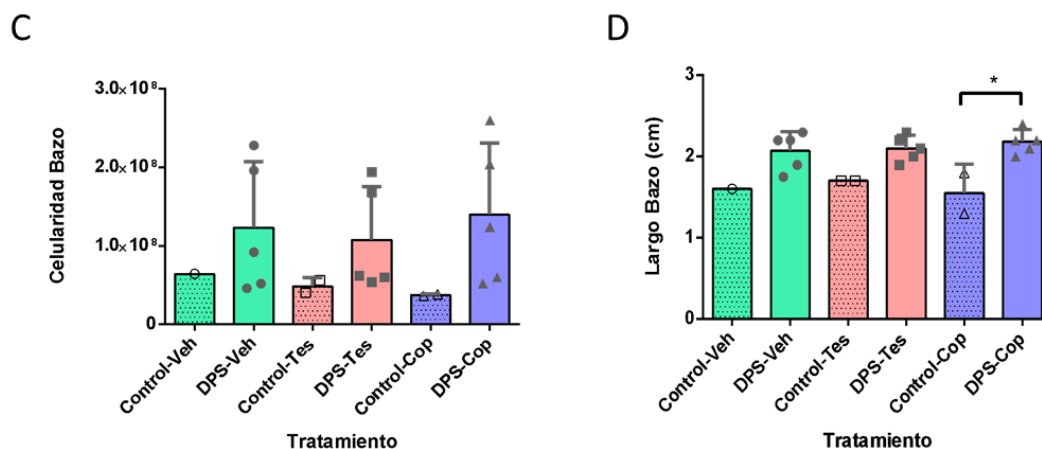 C
Celularidad Bazo
3.0×10⁸
2.0×10⁸
1.0×10⁸
0
Control-Veh
DPS-Veh
Control-Tes
DPS-Tes
Control-Cop
DPS-Cop
Tratamiento
D
Largo Bazo (cm)
3
2
1
0
*
Control-Veh
DPS-Veh
Control-Tes
DPS-Tes
Control-Cop
DPS-Cop
Tratamiento